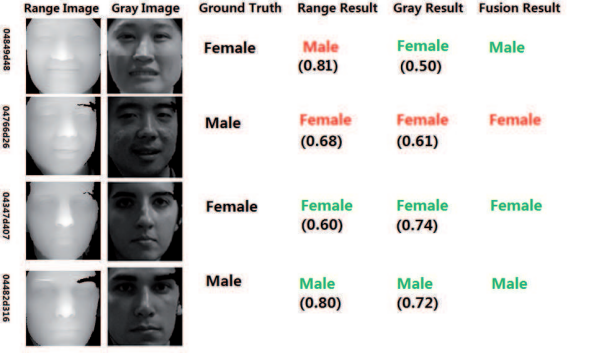 Range Image Gray Image Ground Truth Range Result Gray Result Fusion Result
04849d48 Female Male Female Male
(0.81) (0.50)
04766d26 Male Female Female Female
(0.68) (0.61)
04347d407 Female Female Female Female
(0.60) (0.74)
04482d316 Male Male Male Male
(0.80) (0.72)